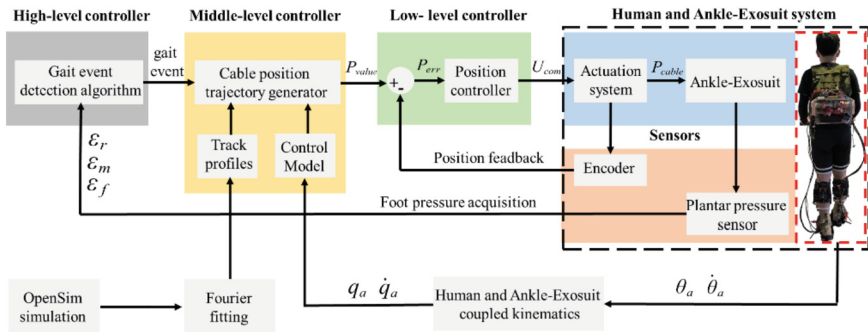 High-level controller
Middle-level controller
Low- level controller
Human and Ankle-Exosuit system
Gait event
detection algorithm
gait
event
Cable position
trajectory generator
P_value
+
-
P_err
Position
controller
U_com
Actuation
system
P_cable
Ankle-Exosuit
Sensors
ε_r
ε_m
ε_f
Track
profiles
Control
Model
Position feadback
Encoder
Foot pressure acquisition
Plantar pressure
sensor
OpenSim
simulation
Fourier
fitting
q_a q̇_a
Human and Ankle-Exosuit
coupled kinematics
θ_a θ̇_a